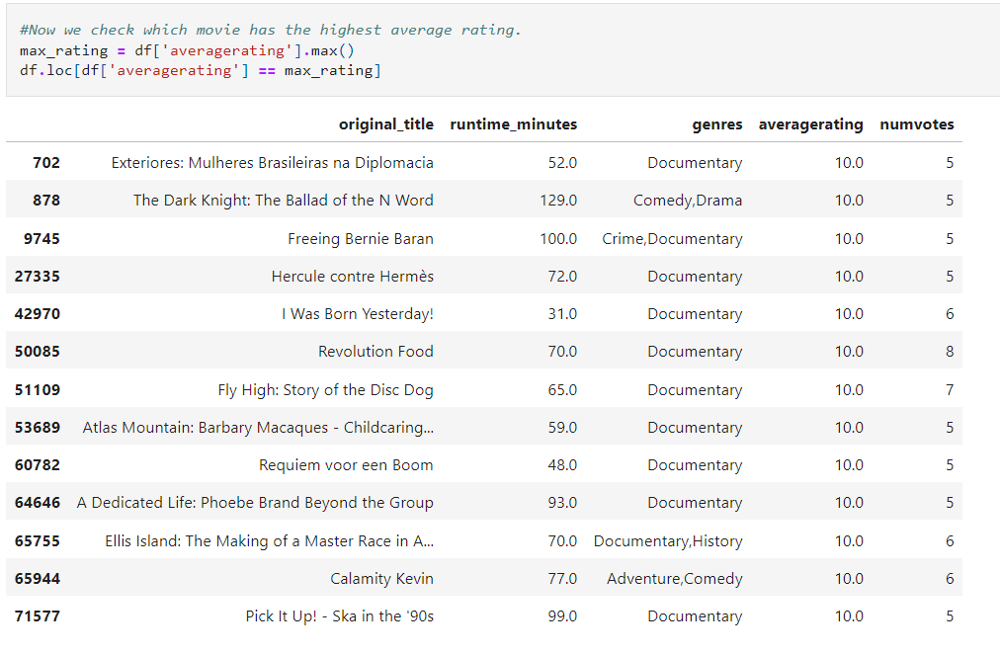 #Now we check which movie has the highest average rating.
max_rating = df['averagerating'].max()
df.loc[df['averagerating'] == max_rating]
original_title runtime_minutes genres averagerating numvotes
702 Exteriores: Mulheres Brasileiras na Diplomacia 52.0 Documentary 10.0 5
878 The Dark Knight: The Ballad of the N Word 129.0 Comedy,Drama 10.0 5
9745 Freeing Bernie Baran 100.0 Crime,Documentary 10.0 5
27335 Hercule contre Hermès 72.0 Documentary 10.0 5
42970 I Was Born Yesterday! 31.0 Documentary 10.0 6
50085 Revolution Food 70.0 Documentary 10.0 8
51109 Fly High: Story of the Disc Dog 65.0 Documentary 10.0 7
53689 Atlas Mountain: Barbary Macaques - Childcaring... 59.0 Documentary 10.0 5
60782 Requiem voor een Boom 48.0 Documentary 10.0 5
64646 A Dedicated Life: Phoebe Brand Beyond the Group 93.0 Documentary 10.0 5
65755 Ellis Island: The Making of a Master Race in A... 70.0 Documentary,History 10.0 6
65944 Calamity Kevin 77.0 Adventure,Comedy 10.0 6
71577 Pick It Up! - Ska in the '90s 99.0 Documentary 10.0 5